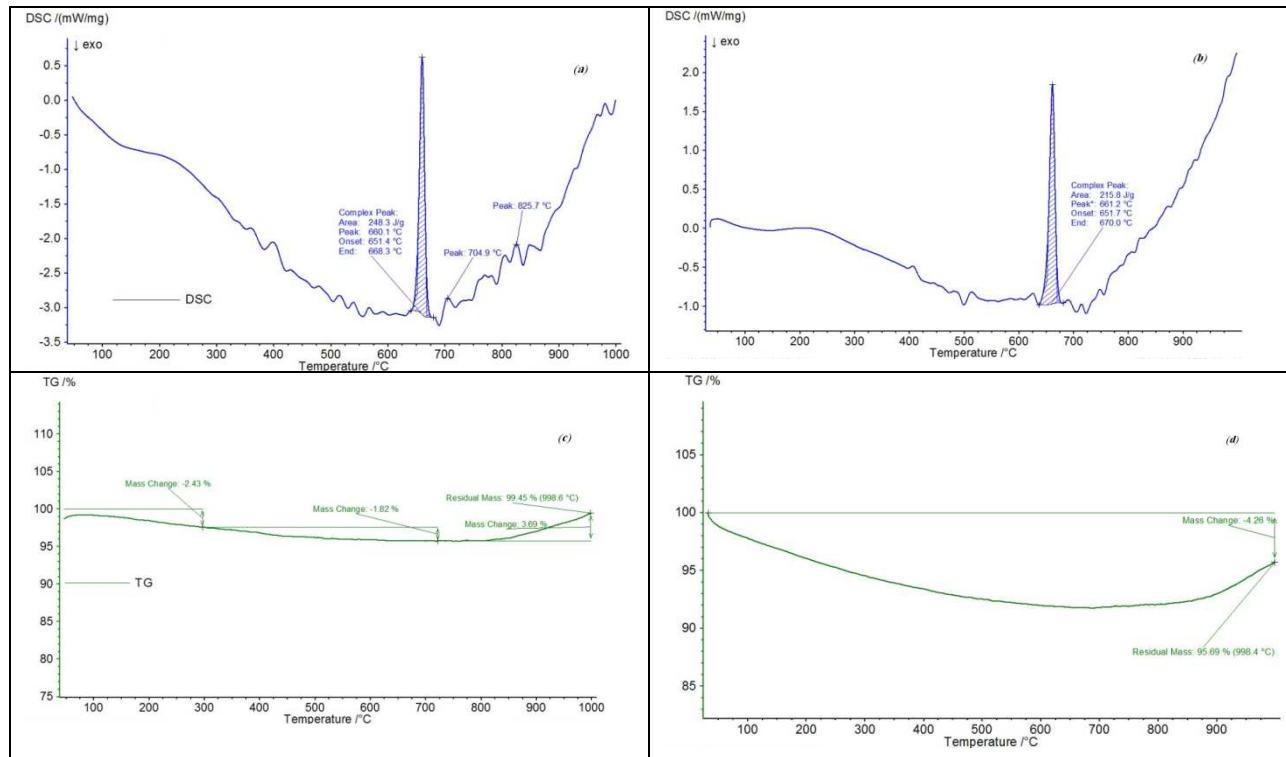 DSC /(mW/mg)
↓ exo
(a)
0.5
0.0
-0.5
-1.0
-1.5
-2.0
-2.5
-3.0
-3.5
Complex Peak:
Area: 248.3 J/g
Peak: 660.1 °C
Onset: 651.4 °C
End: 668.3 °C
Peak: 825.7 °C
Peak: 704.9 °C
DSC
100 200 300 400 500 600 700 800 900 1000
Temperature /°C
DSC /(mW/mg)
↓ exo
(b)
2.0
1.5
1.0
0.5
0.0
-0.5
-1.0
Complex Peak:
Area: 215.8 J/g
Peak*: 661.2 °C
Onset: 651.7 °C
End: 670.0 °C
100 200 300 400 500 600 700 800 900
Temperature /°C
TG /%
(c)
110
105
100
95
90
85
80
75
Mass Change: -2.43 %
Mass Change: -1.82 %
Residual Mass: 99.45 % (998.6 °C)
Mass Change: 3.69 %
TG
100 200 300 400 500 600 700 800 900 1000
Temperature /°C
TG /%
(d)
105
100
95
90
85
Mass Change: -4.26 %
Residual Mass: 95.69 % (998.4 °C)
100 200 300 400 500 600 700 800 900
Temperature /°C